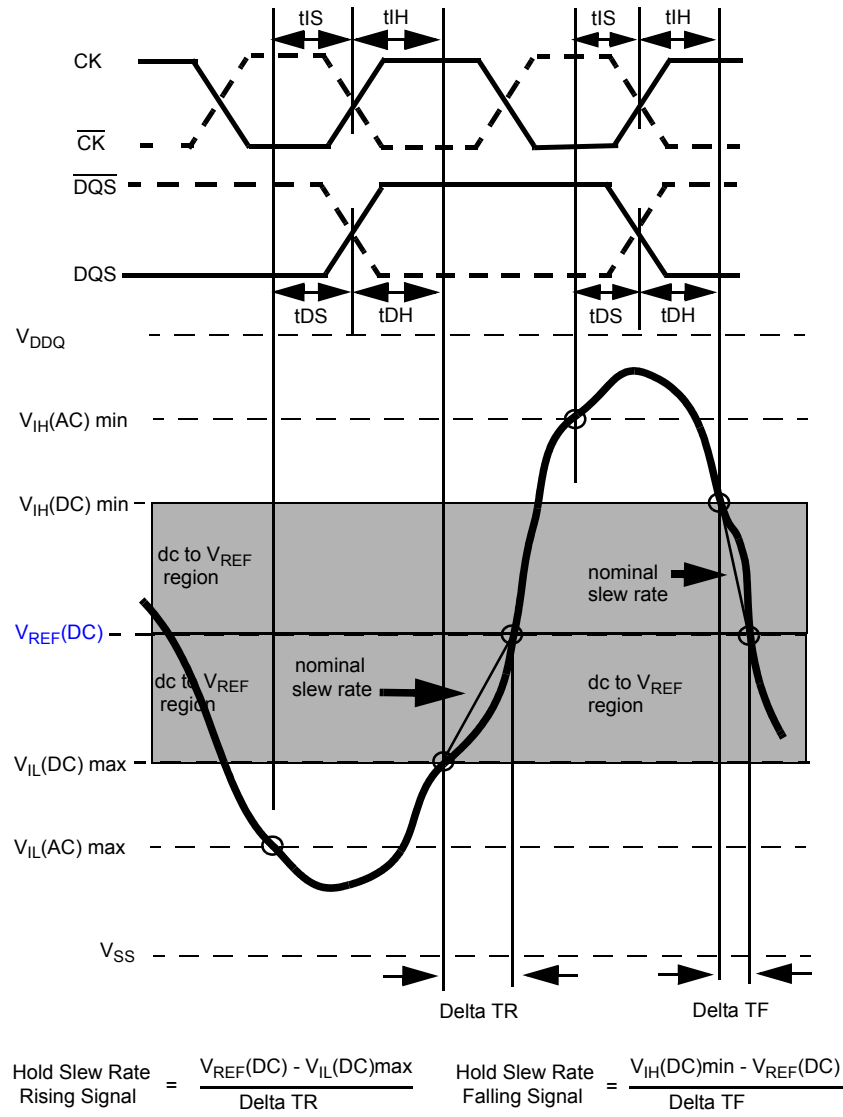 tIS tIH tIS tIH
CK
CK
DQS
DQS
tDS tDH tDS tDH
VDDQ
VIH(AC) min
VIH(DC) min
dc to VREF
region
nominal
slew rate
VREF(DC)
dc to VREF
region
nominal
slew rate
dc to VREF
region
VIL(DC) max
VIL(AC) max
VSS
Delta TR Delta TF
Hold Slew Rate
Rising Signal
=
VREF(DC) - VIL(DC)max
Delta TR
Hold Slew Rate
Falling Signal
=
VIH(DC)min - VREF(DC)
Delta TF